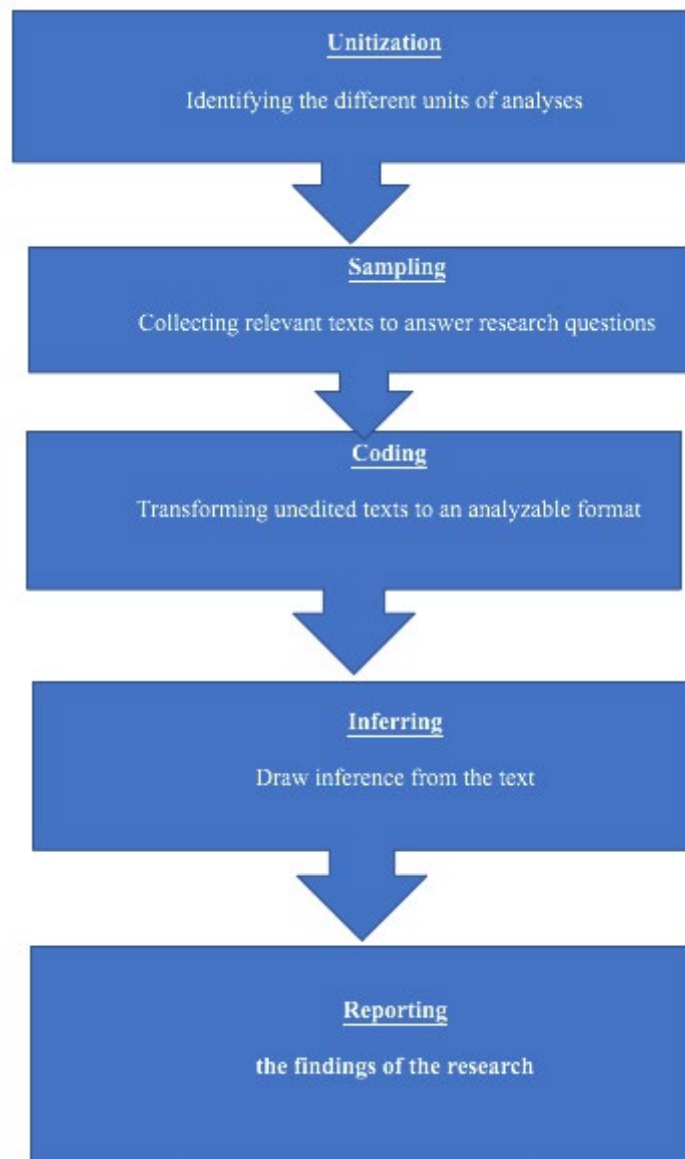 Unitization
Identifying the different units of analyses
Sampling
Collecting relevant texts to answer research questions
Coding
Transforming unedited texts to an analyzable format
Inferring
Draw inference from the text
Reporting
the findings of the research